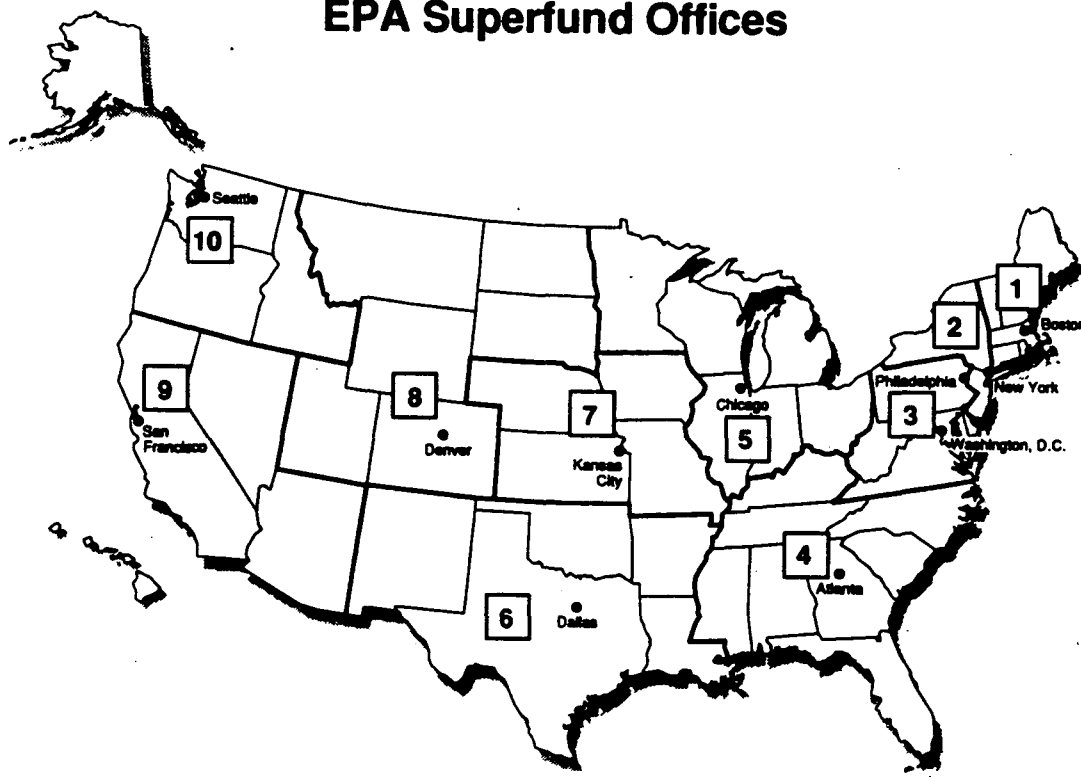 EPA Superfund Offices
Seattle
10
1
2
Boston
Philadelphia
New York
9
8
7
Chicago
3
San
Francisco
Denver
5
Washington, D.C.
Kansas
City
4
Atlanta
6
Dallas